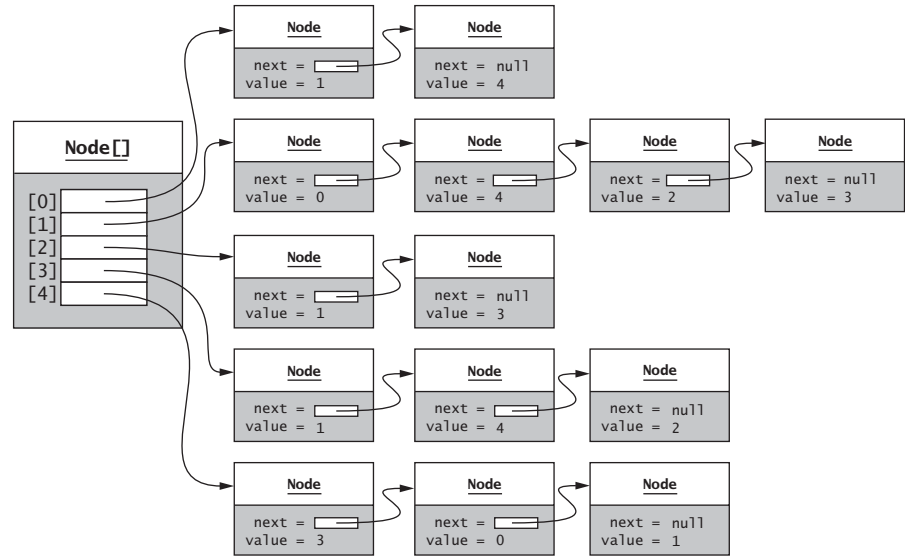 Node
next =
value = 1
Node
next = null
value = 4
Node[]
[0]
[1]
[2]
[3]
[4]
Node
next =
value = 0
Node
next =
value = 4
Node
next =
value = 2
Node
next = null
value = 3
Node
next =
value = 1
Node
next = null
value = 3
Node
next =
value = 1
Node
next =
value = 4
Node
next = null
value = 2
Node
next =
value = 3
Node
next =
value = 0
Node
next = null
value = 1